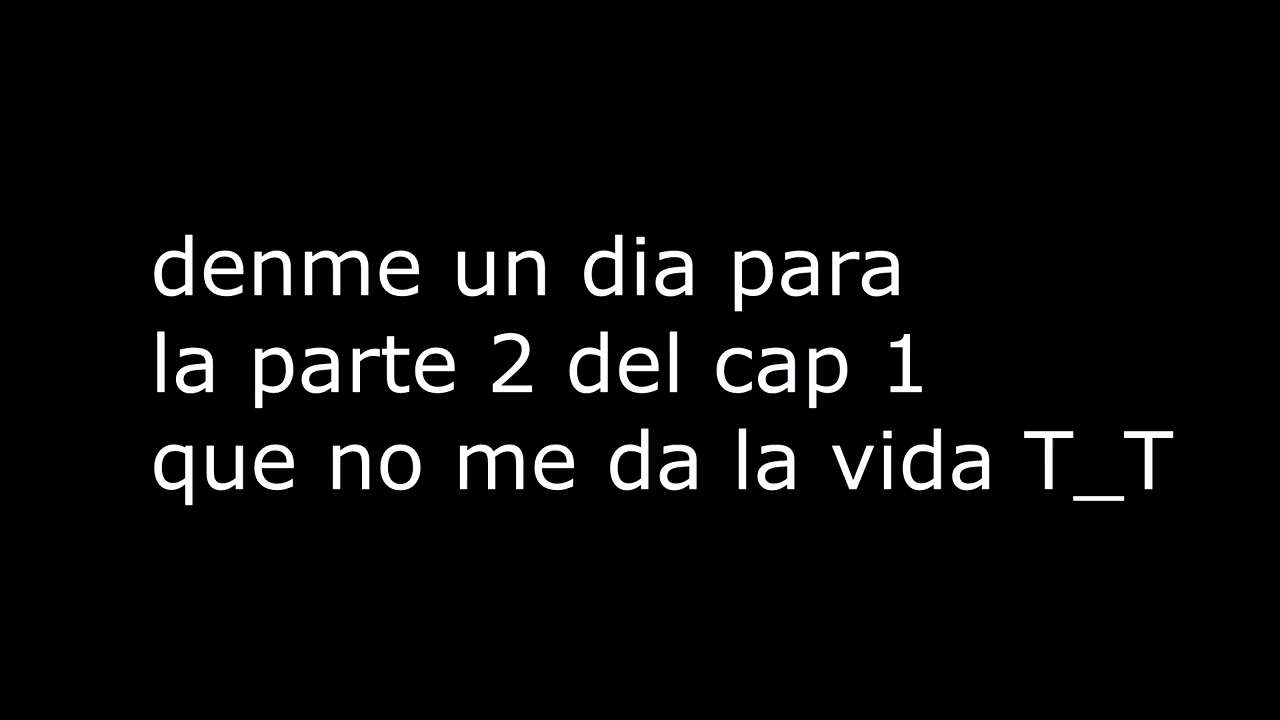 denme un dia para
la parte 2 del cap 1
que no me da la vida T_T